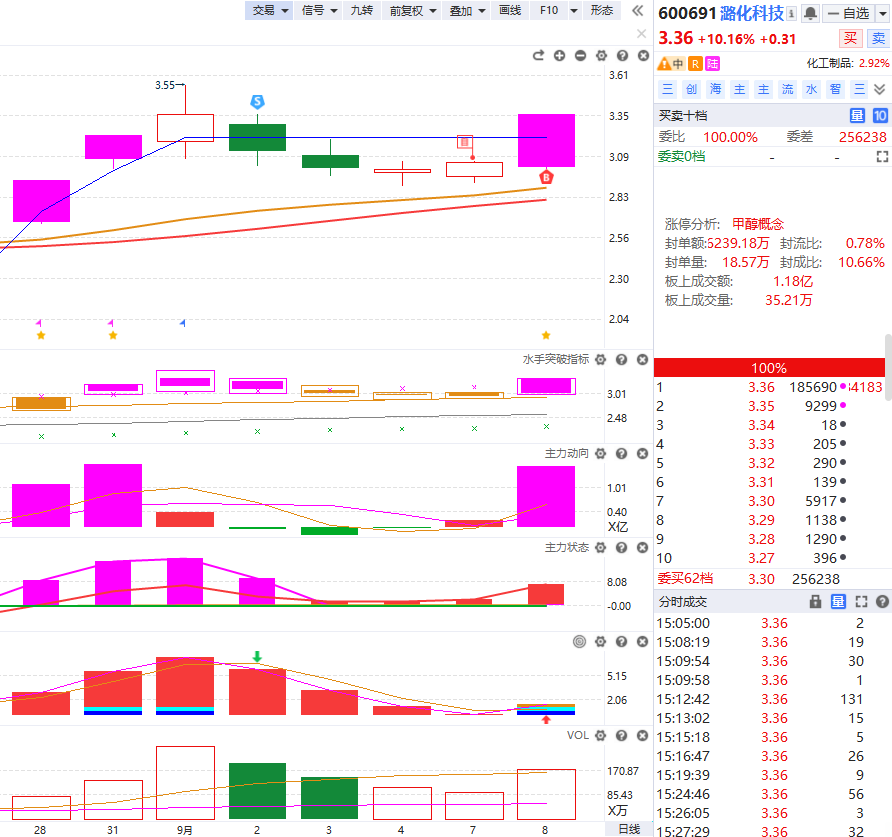 交易 信号 九转 前复权 叠加 画线 F10 形态
3.55
3.61
3.35
3.09
2.83
2.56
2.30
2.04
S
B
水手突破指标
3.01
2.48
主力动向
1.01
0.40
X亿
主力状态
8.08
-0.00
5.15
2.06
VOL
170.87
85.43
X万
28 31 9月 2 3 4 7 8 日线
600691 潞化科技 自选
3.36 +10.16% +0.31 买 卖
中 R 陆 化工制品: 2.92%
三 创 海 主 主 流 水 智 三
买卖十档 量 10
委比 100.00% 委差 256238
委卖0档 - -
涨停分析: 甲醇概念
封单额: 6239.18万 封流比: 0.78%
封单量: 18.57万 封成比: 10.66%
板上成交额: 1.18亿
板上成交量: 35.21万
100%
1 3.36 185690 44183
2 3.35 9299
3 3.34 18
4 3.33 205
5 3.32 290
6 3.31 139
7 3.30 5917
8 3.29 1138
9 3.28 1290
10 3.27 396
委买62档 3.30 256238
分时成交 量
15:05:00 3.36 2
15:08:19 3.36 19
15:09:54 3.36 30
15:09:58 3.36 1
15:12:42 3.36 131
15:13:02 3.36 15
15:15:18 3.36 5
15:16:47 3.36 26
15:19:39 3.36 9
15:24:46 3.36 56
15:26:05 3.36 3
15:27:29 3.36 32